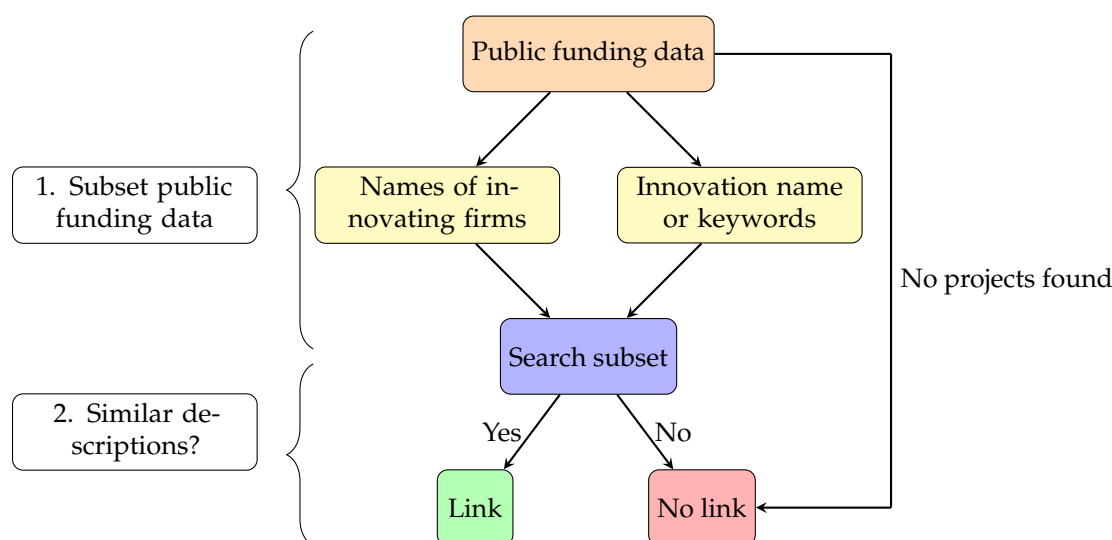 Public funding data
1. Subset public
funding data
Names of in-
novating firms
Innovation name
or keywords
No projects found
Search subset
2. Similar de-
scriptions?
Yes
No
Link
No link